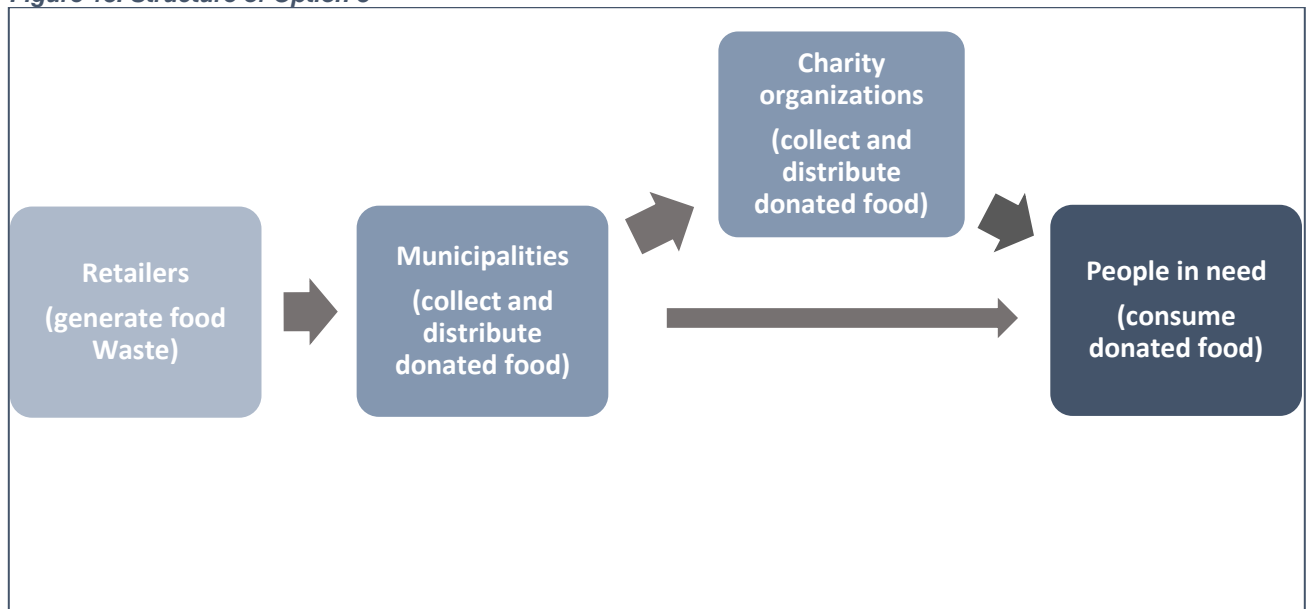 Retailers
(generate food
Waste)
Municipalities
(collect and
distribute
donated food)
Charity
organizations
(collect and
distribute
donated food)
People in need
(consume
donated food)